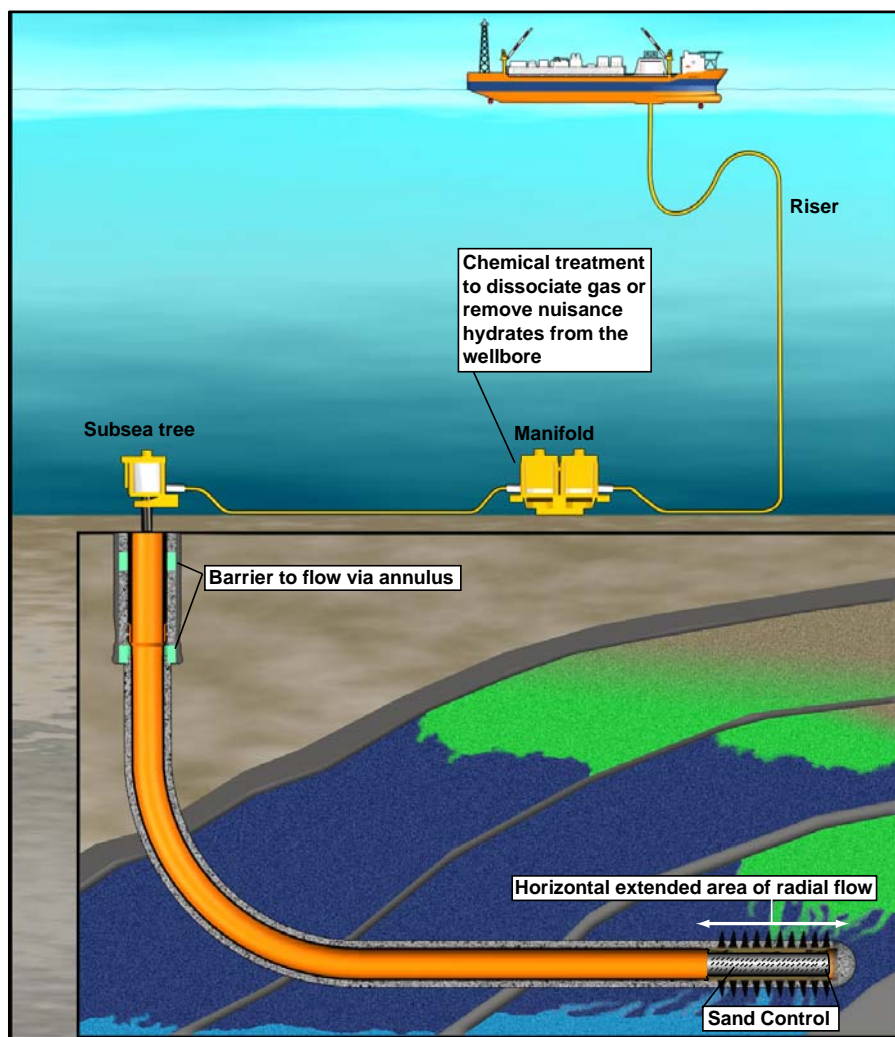 Riser
Chemical treatment
to dissociate gas or
remove nuisance
hydrates from the
wellbore
Subsea tree
Manifold
Barrier to flow via annulus
Horizontal extended area of radial flow
Sand Control